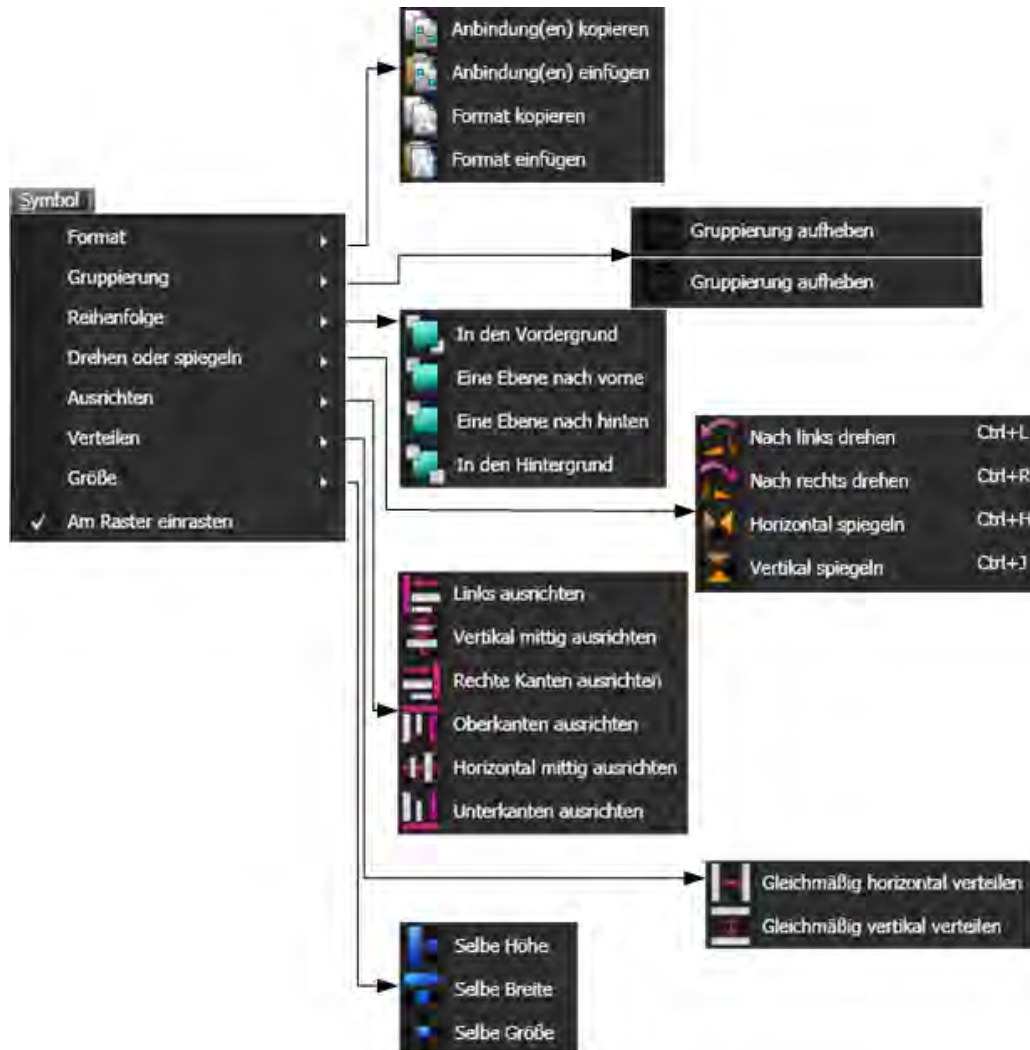 Anbindung(en) kopieren
Anbindung(en) einfügen
Format kopieren
Format einfügen
Symbol
Format
Gruppierung
Reihenfolge
Drehen oder spiegeln
Ausrichten
Verteilen
Größe
✓ Am Raster einrasten
Gruppierung aufheben
Gruppierung aufheben
In den Vordergrund
Eine Ebene nach vorne
Eine Ebene nach hinten
In den Hintergrund
Nach links drehen Ctrl+L
Nach rechts drehen Ctrl+R
Horizontal spiegeln Ctrl+H
Vertikal spiegeln Ctrl+J
Links ausrichten
Vertikal mittig ausrichten
Rechte Kanten ausrichten
Oberkanten ausrichten
Horizontal mittig ausrichten
Unterkanten ausrichten
Gleichmäßig horizontal verteilen
Gleichmäßig vertikal verteilen
Selbe Höhe
Selbe Breite
Selbe Größe